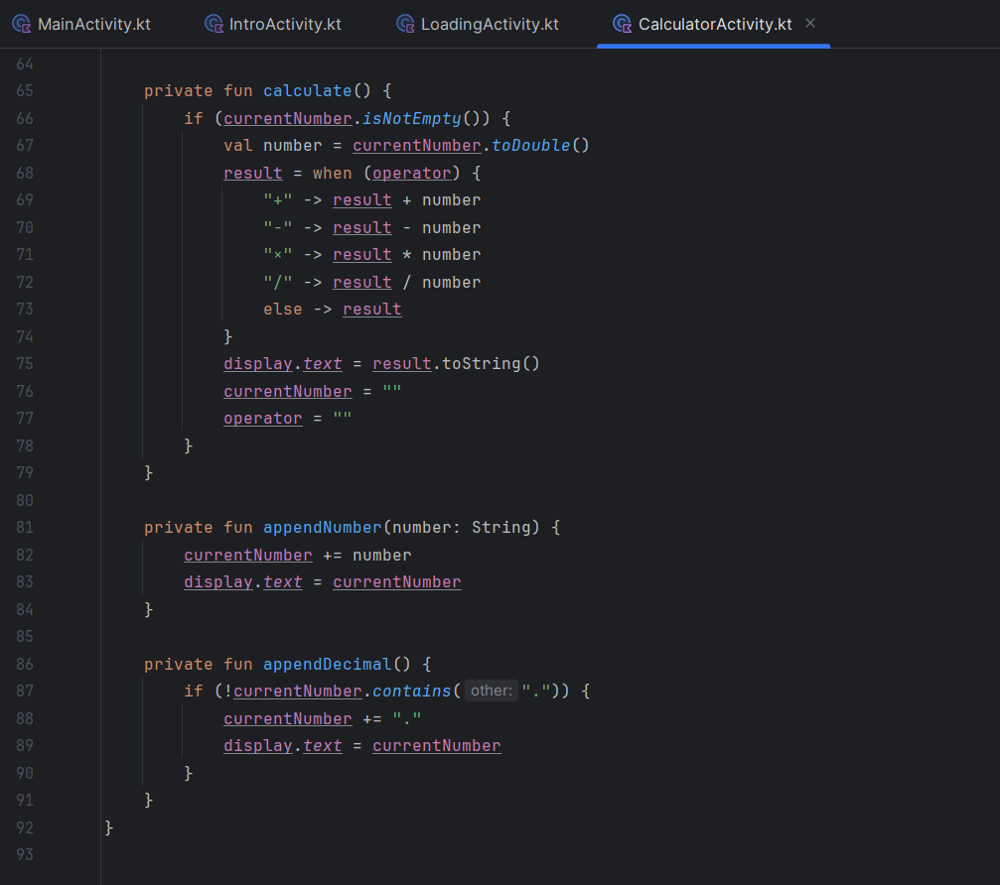 MainActivity.kt IntroActivity.kt LoadingActivity.kt CalculatorActivity.kt ×
64
65 private fun calculate() {
66 if (currentNumber.isNotEmpty()) {
67 val number = currentNumber.toDouble()
68 result = when (operator) {
69 "+" -> result + number
70 "-" -> result - number
71 "×" -> result * number
72 "/" -> result / number
73 else -> result
74 }
75 display.text = result.toString()
76 currentNumber = ""
77 operator = ""
78 }
79 }
80
81 private fun appendNumber(number: String) {
82 currentNumber += number
83 display.text = currentNumber
84 }
85
86 private fun appendDecimal() {
87 if (!currentNumber.contains( other: ".")) {
88 currentNumber += "."
89 display.text = currentNumber
90 }
91 }
92 }
93